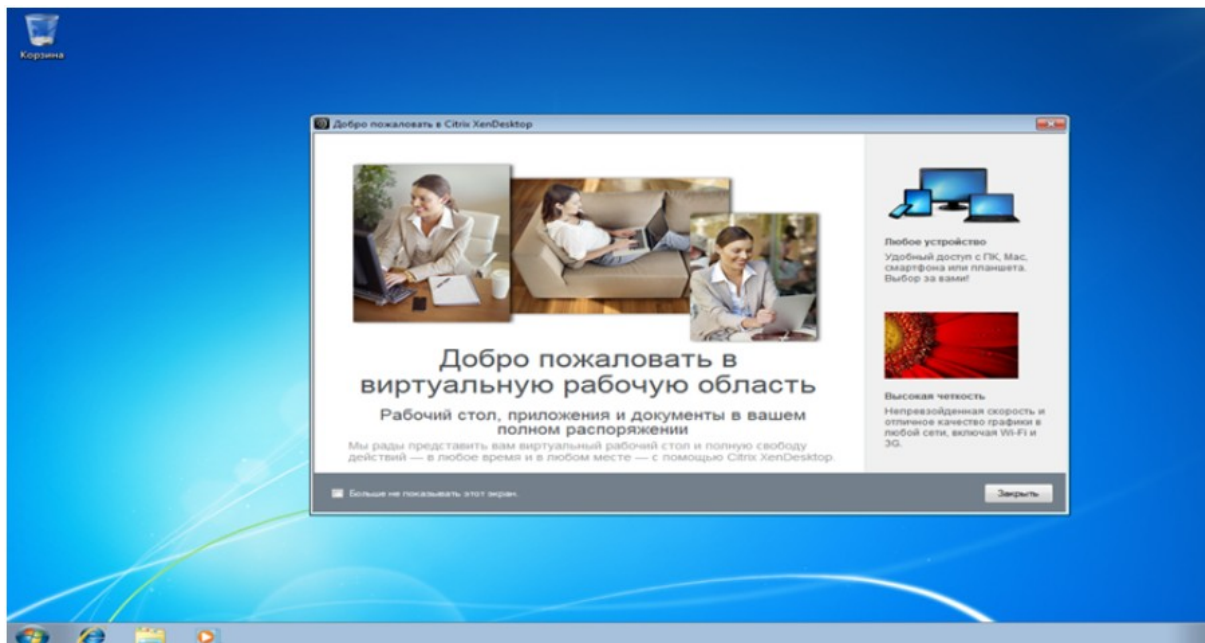 Корзина
Добро пожаловать в Citrix XenDesktop
Добро пожаловать в
виртуальную рабочую область
Рабочий стол, приложения и документы в вашем
полном распоряжении
Мы рады представить вам виртуальный рабочий стол и полную свободу
действий — в любое время и в любом месте — с помощью Citrix XenDesktop.
Любое устройство
Удобный доступ с ПК, Mac,
смартфона или планшета.
Выбор за вами!
Высокая четкость
Непревзойденная скорость и
отличное качество графики в
любой сети, включая Wi-Fi и
3G.
Больше не показывать этот экран.
Закрыть